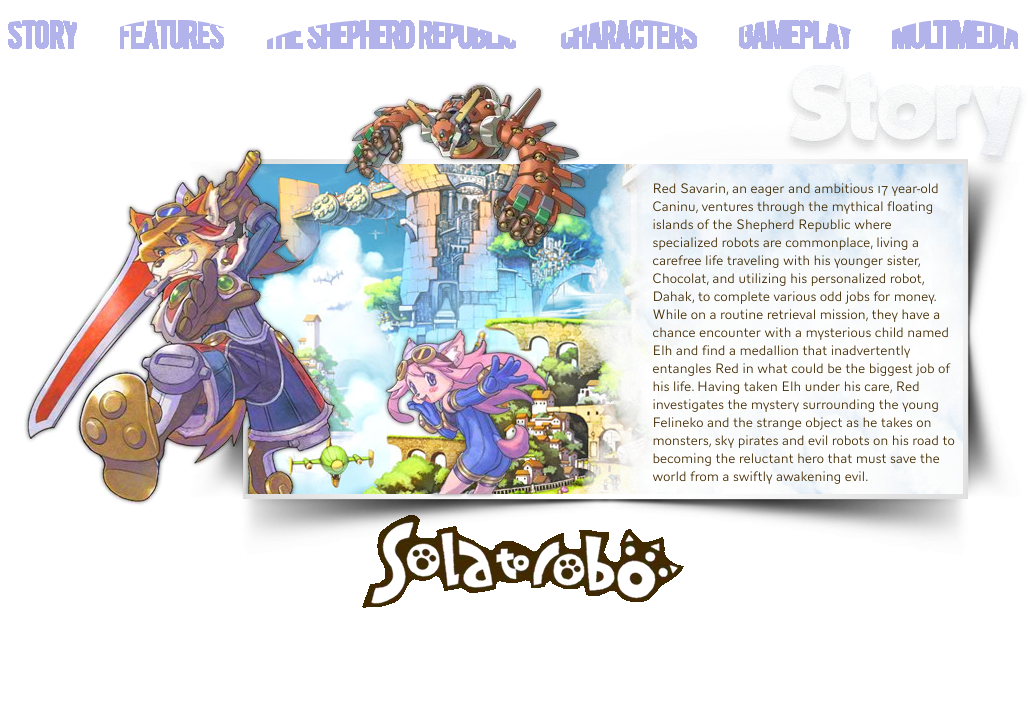 STORY FEATURES THE SHEPHERD REPUBLIC CHARACTERS GAMEPLAY MULTIMEDIA
Story
Red Savarin, an eager and ambitious 17 year-old
Caninu, ventures through the mythical floating
islands of the Shepherd Republic where
specialized robots are commonplace, living a
carefree life traveling with his younger sister,
Chocolat, and utilizing his personalized robot,
Dahak, to complete various odd jobs for money.
While on a routine retrieval mission, they have a
chance encounter with a mysterious child named
Elh and find a medallion that inadvertently
entangles Red in what could be the biggest job of
his life. Having taken Elh under his care, Red
investigates the mystery surrounding the young
Felineko and the strange object as he takes on
monsters, sky pirates and evil robots on his road to
becoming the reluctant hero that must save the
world from a swiftly awakening evil.
Solatorobo